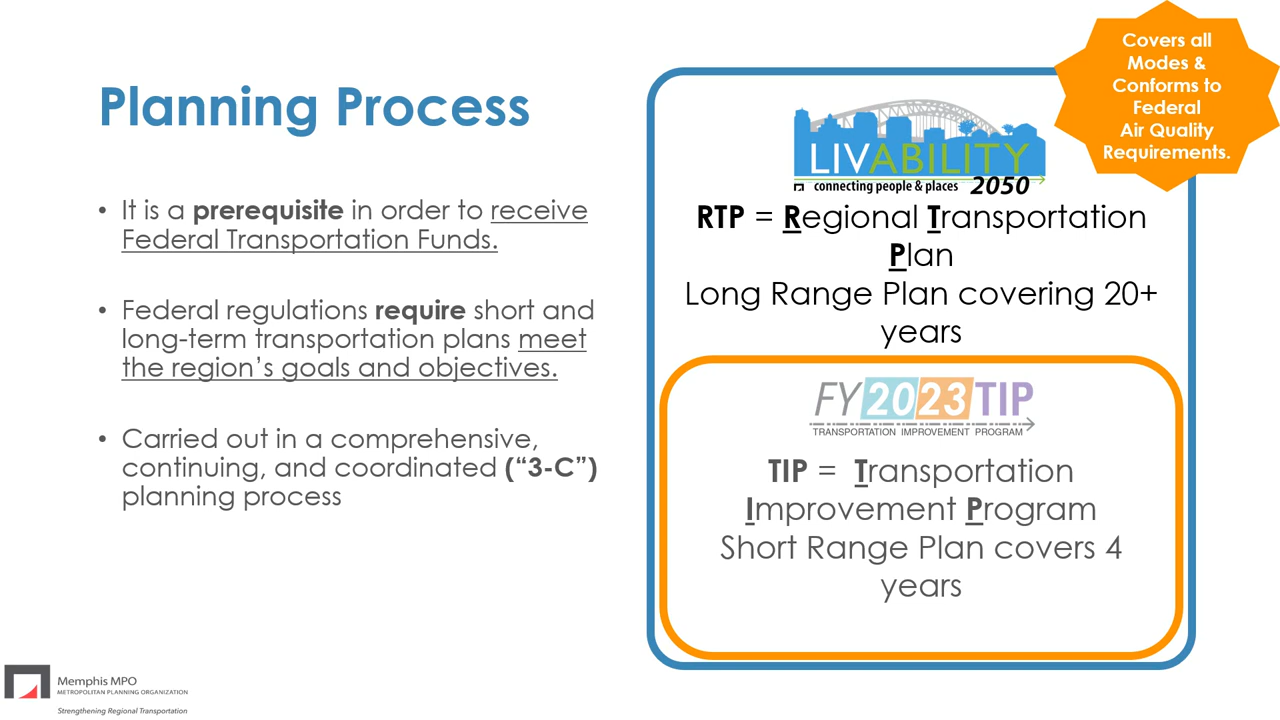 Planning Process
• It is a prerequisite in order to receive
Federal Transportation Funds.
• Federal regulations require short and
long-term transportation plans meet
the region’s goals and objectives.
• Carried out in a comprehensive,
continuing, and coordinated (“3-C”)
planning process
Covers all
Modes &
Conforms to
Federal
Air Quality
Requirements.
LIVABILITY
connecting people & places 2050
RTP = Regional Transportation
Plan
Long Range Plan covering 20+
years
FY2023TIP
TRANSPORTATION IMPROVEMENT PROGRAM
TIP = Transportation
Improvement Program
Short Range Plan covers 4
years
Memphis MPO
METROPOLITAN PLANNING ORGANIZATION
Strengthening Regional Transportation